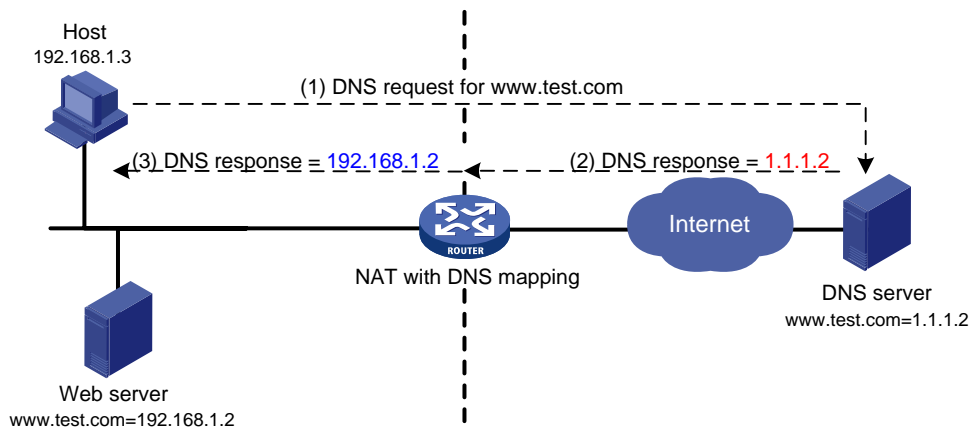 Host
192.168.1.3
(1) DNS request for www.test.com
(3) DNS response = 192.168.1.2
(2) DNS response = 1.1.1.2
Internet
ROUTER
NAT with DNS mapping
DNS server
www.test.com=1.1.1.2
Web server
www.test.com=192.168.1.2